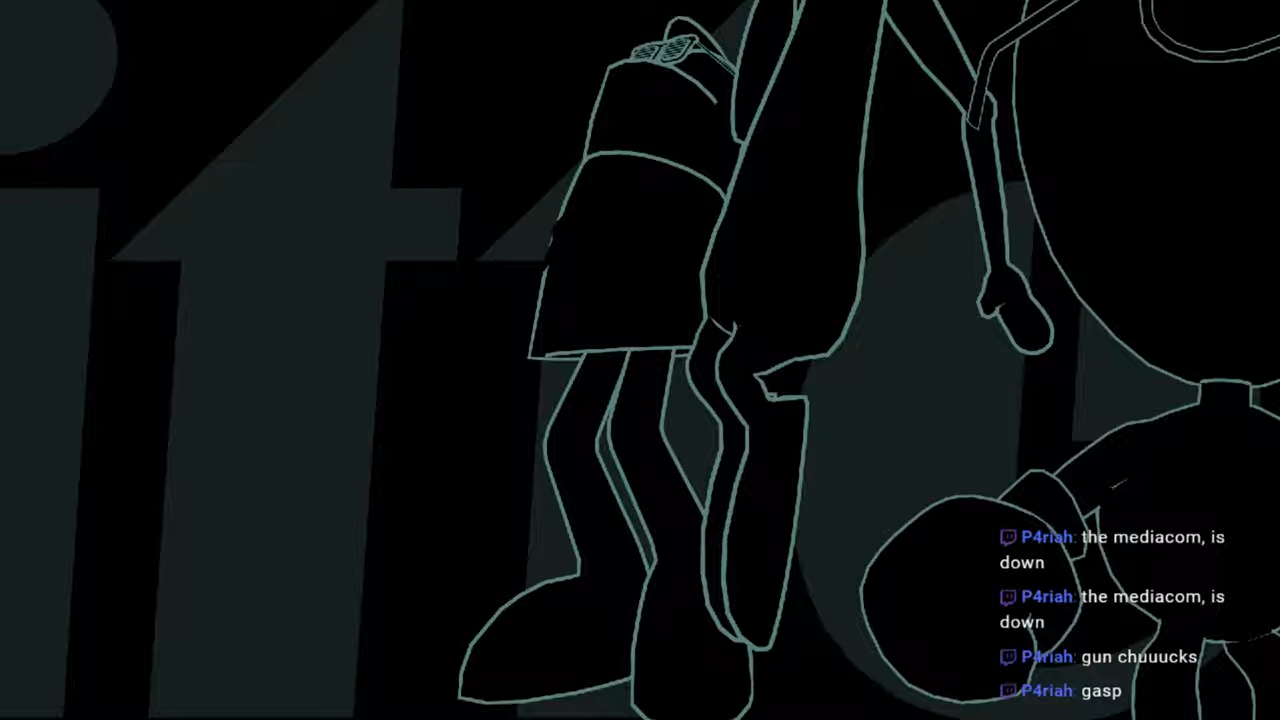 P4riah: the mediacom, is
down
P4riah: the mediacom, is
down
P4riah: gun chuuucks
P4riah: gasp